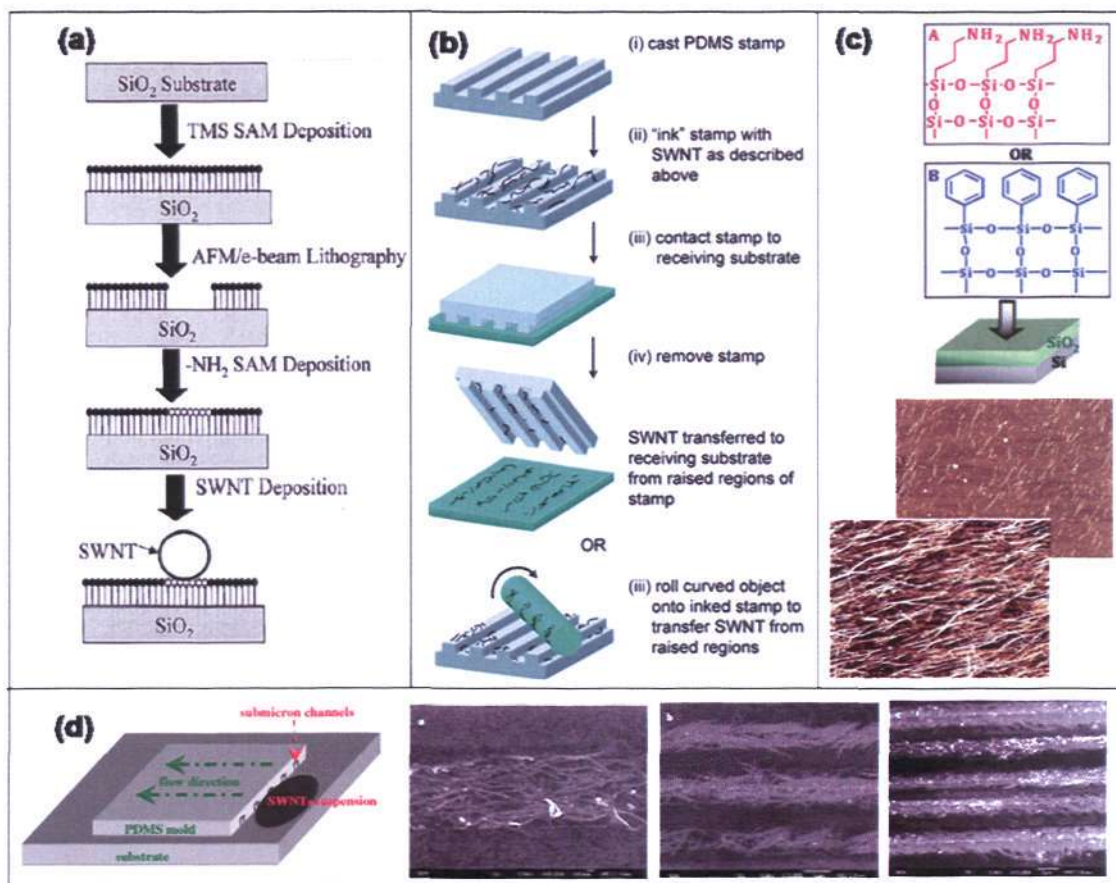 (a)
SiO2 Substrate
TMS SAM Deposition
SiO2
AFM/e-beam Lithography
SiO2
-NH2 SAM Deposition
SiO2
SWNT Deposition
SWNT
SiO2
(b)
(i) cast PDMS stamp
(ii) "ink" stamp with
SWNT as described
above
(iii) contact stamp to
receiving substrate
(iv) remove stamp
SWNT transferred to
receiving substrate
from raised regions of
stamp
OR
(iii) roll curved object
onto inked stamp to
transfer SWNT from
raised regions
(c)
A
NH2 NH2 NH2
Si-O-Si-O-Si
O O O
Si-O-Si-O-Si
OR
B
Si-O-Si-O-Si
O O O
Si-O-Si-O-Si
SiO2
Si
(d)
submicron channels
flow direction
SWNT suspension
PDMS mold
substrate